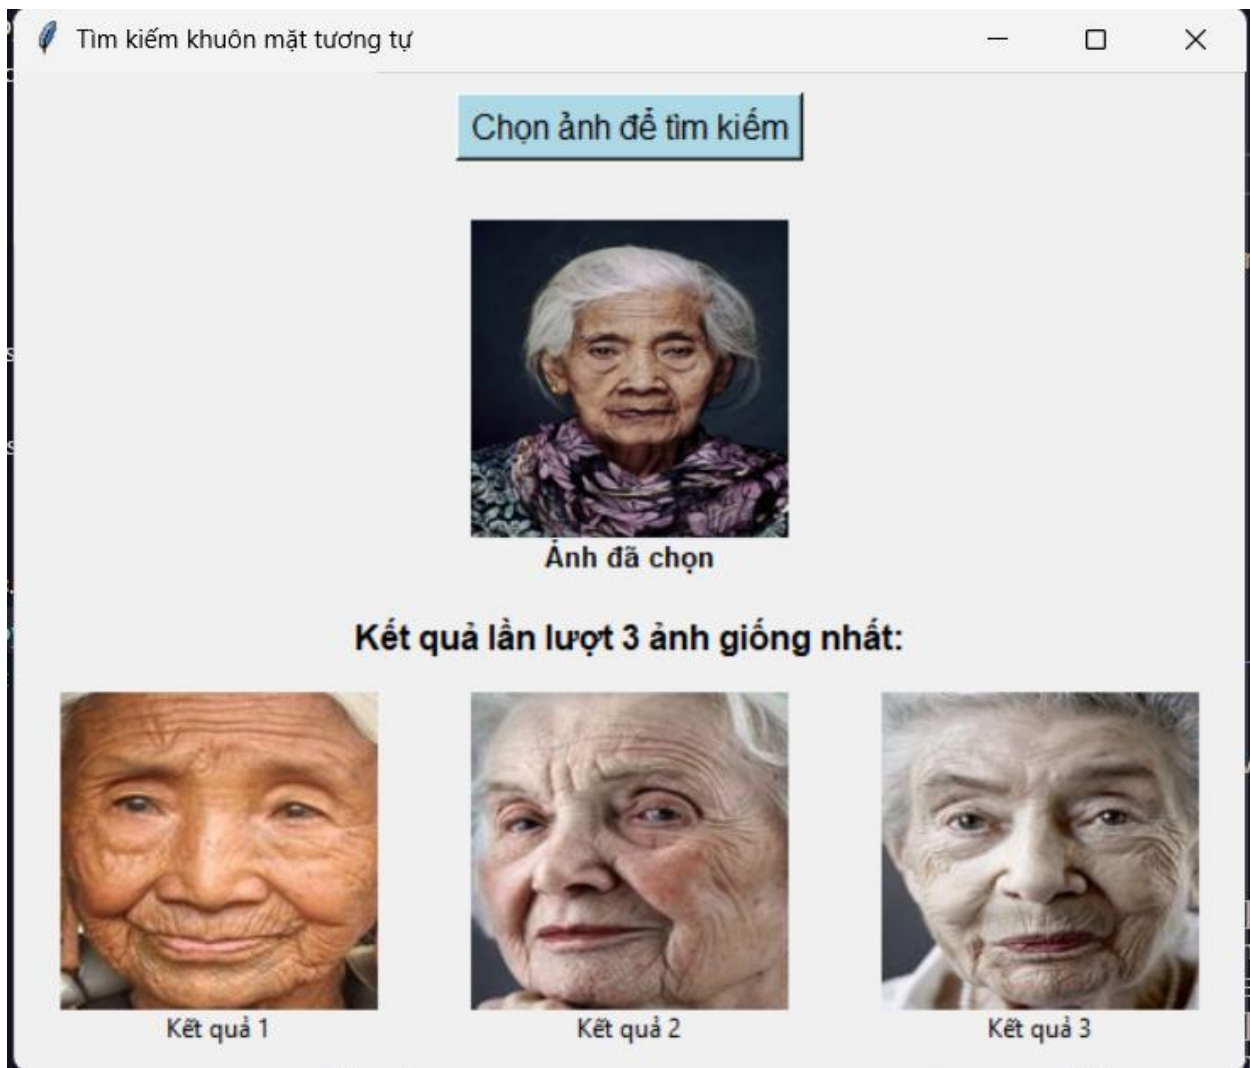 Tìm kiếm khuôn mặt tương tự
Chọn ảnh để tìm kiếm
Ảnh đã chọn
Kết quả lần lượt 3 ảnh giống nhất:
Kết quả 1
Kết quả 2
Kết quả 3